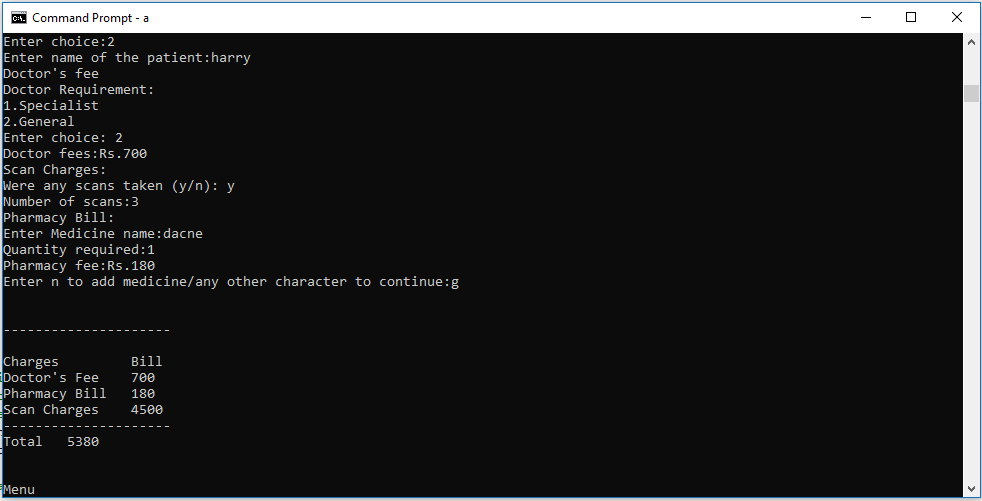 Command Prompt - a
Enter choice:2
Enter name of the patient:harry
Doctor's fee
Doctor Requirement:
1.Specialist
2.General
Enter choice: 2
Doctor fees:Rs.700
Scan Charges:
Were any scans taken (y/n): y
Number of scans:3
Pharmacy Bill:
Enter Medicine name:dacne
Quantity required:1
Pharmacy fee:Rs.180
Enter n to add medicine/any other character to continue:g
---------------------
Charges         Bill
Doctor's Fee    700
Pharmacy Bill   180
Scan Charges    4500
---------------------
Total   5380
Menu